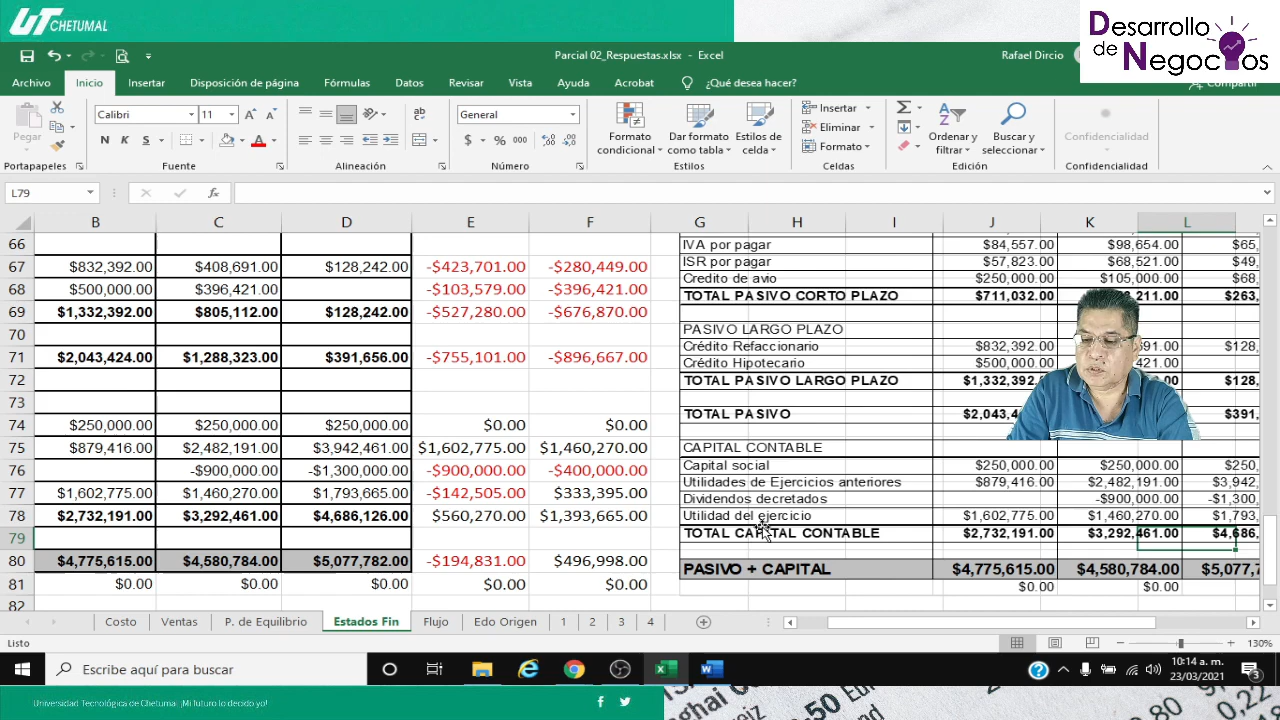 UT CHETUMAL
Desarrollo
de
Negocios
Parcial 02_Respuestas.xlsx - Excel
Rafael Dircio
Archivo Inicio Insertar Disposición de página Fórmulas Datos Revisar Vista Ayuda Acrobat ¿Qué desea hacer? Compartir
Pegar
Calibri 11
N K S
General
$ % 000
Formato condicional
Dar formato como tabla
Estilos de celda
Insertar
Eliminar
Formato
Ordenar y filtrar
Buscar y seleccionar
Confidencialidad
Portapapeles Fuente Alineación Número Estilos Celdas Edición Confidencialidad
L79 fx
B C D E F G H I J K L
66 IVA por pagar $84,557.00 $98,654.00 $65,
67 $832,392.00 $408,691.00 $128,242.00 -$423,701.00 -$280,449.00
ISR por pagar $57,823.00 $68,521.00 $49,
Credito de avio $250,000.00 $105,000.00 $68,
68 $500,000.00 $396,421.00 -$103,579.00 -$396,421.00
TOTAL PASIVO CORTO PLAZO $711,032.00 211.00 $263,
69 $1,332,392.00 $805,112.00 $128,242.00 -$527,280.00 -$676,870.00
70 PASIVO LARGO PLAZO
Crédito Refaccionario $832,392.00 91.00 $128,
71 $2,043,424.00 $1,288,323.00 $391,656.00 -$755,101.00 -$896,667.00
Crédito Hipotecario $500,000.00 421.00
72 TOTAL PASIVO LARGO PLAZO $1,332,392. .00 $128,
73
TOTAL PASIVO $2,043,4 .00 $391,
74 $250,000.00 $250,000.00 $250,000.00 $0.00 $0.00
75 $879,416.00 $2,482,191.00 $3,942,461.00 $1,602,775.00 $1,460,270.00
CAPITAL CONTABLE
Capital social $250,000.00 $250,000.00 $250,
76 -$900,000.00 -$1,300,000.00 -$900,000.00 -$400,000.00
Utilidades de Ejercicios anteriores $879,416.00 $2,482,191.00 $3,942,
77 $1,602,775.00 $1,460,270.00 $1,793,665.00 -$142,505.00 $333,395.00
Dividendos decretados -$900,000.00 -$1,300,
78 $2,732,191.00 $3,292,461.00 $4,686,126.00 $560,270.00 $1,393,665.00
Utilidad del ejercicio $1,602,775.00 $1,460,270.00 $1,793,
79 TOTAL CAPITAL CONTABLE $2,732,191.00 $3,292,461.00 $4,686,
80 $4,775,615.00 $4,580,784.00 $5,077,782.00 -$194,831.00 $496,998.00
PASIVO + CAPITAL $4,775,615.00 $4,580,784.00 $5,077,7
81 $0.00 $0.00 $0.00 $0.00 $0.00 $0.00 $0.00
82
Costo Ventas P. de Equilibrio Estados Fin Flujo Edo Origen 1 2 3 4
Listo 130%
Escribe aquí para buscar
10:14 a. m.
23/03/2021
Universidad Tecnológica de Chetumal ¡Mi futuro lo decido yo!